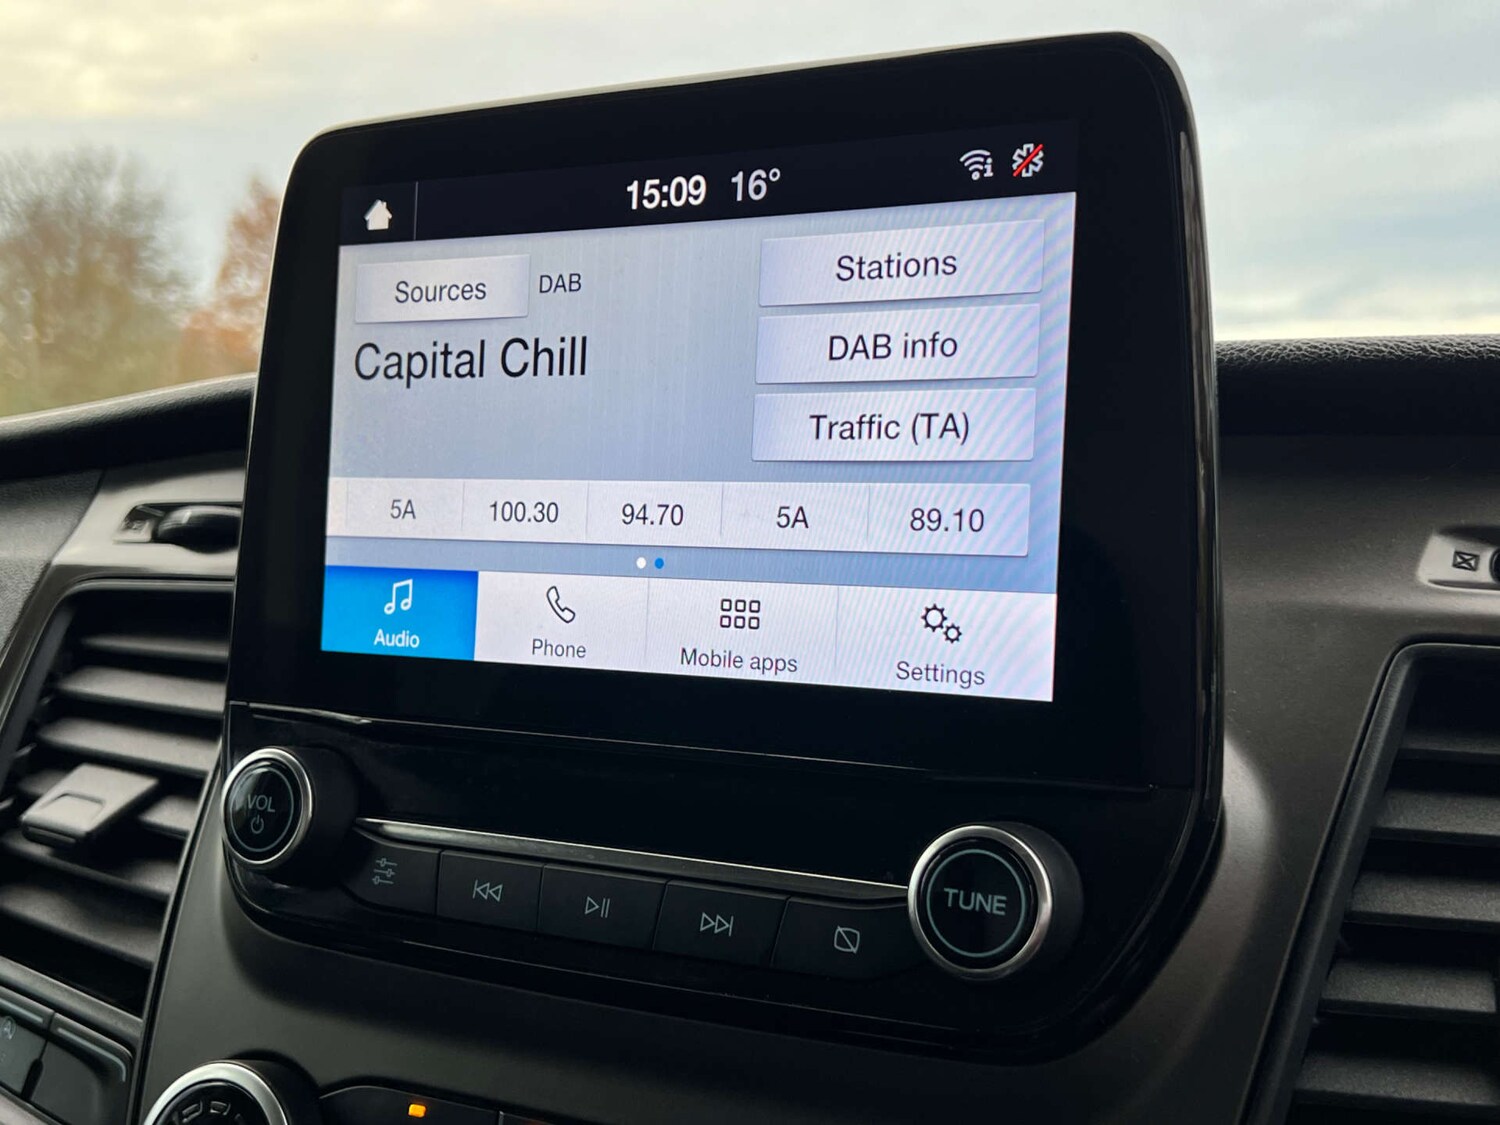 15:09 16°
Sources DAB
Capital Chill
Stations
DAB info
Traffic (TA)
5A 100.30 94.70 5A 89.10
Audio Phone Mobile apps Settings
VOL
TUNE